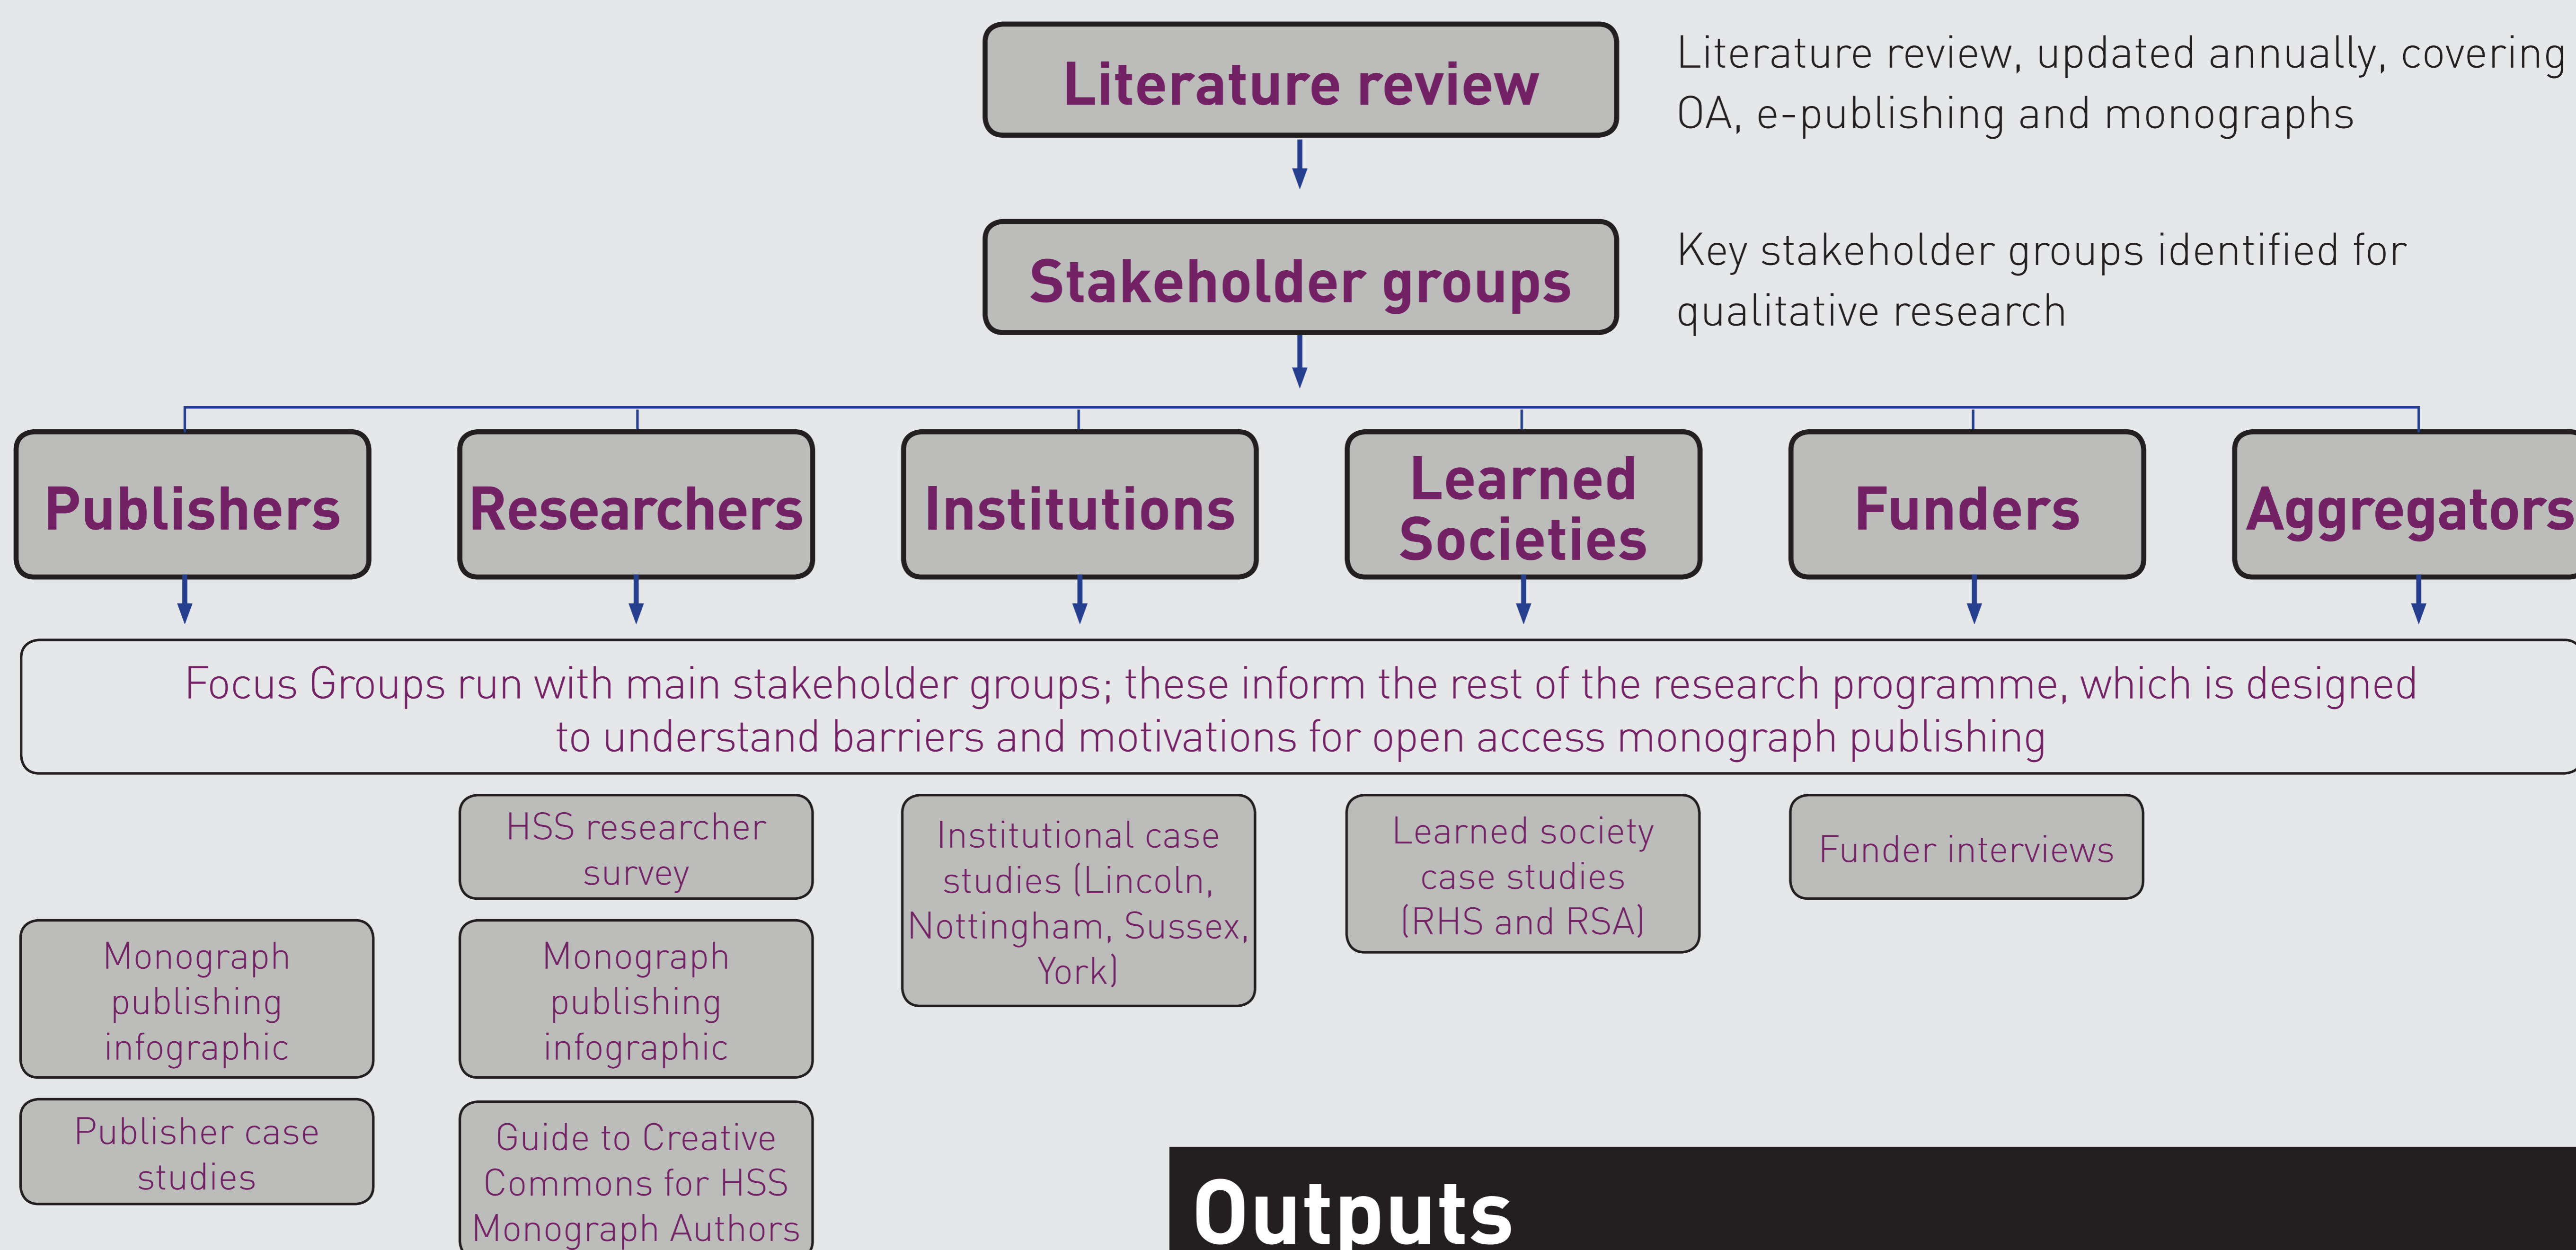 Literature review
Literature review, updated annually, covering
OA, e-publishing and monographs
Stakeholder groups
Key stakeholder groups identified for
qualitative research
Publishers
Researchers
Institutions
Learned
Societies
Funders
Aggregators
Focus Groups run with main stakeholder groups; these inform the rest of the research programme, which is designed
to understand barriers and motivations for open access monograph publishing
Monograph
publishing
infographic
Publisher case
studies
HSS researcher
survey
Monograph
publishing
infographic
Guide to Creative
Commons for HSS
Monograph Authors
Institutional case
studies (Lincoln,
Nottingham, Sussex,
York)
Learned society
case studies
(RHS and RSA)
Funder interviews
Outputs